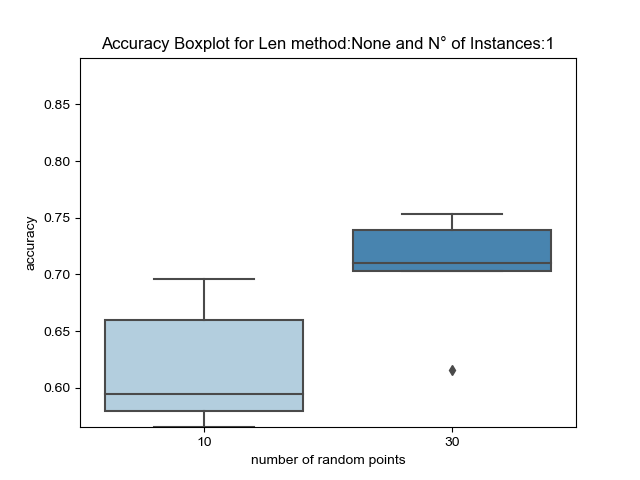 Accuracy Boxplot for Len method:None and N° of Instances:1
0.85
0.80
0.75
0.70
0.65
0.60
accuracy
10 30
number of random points